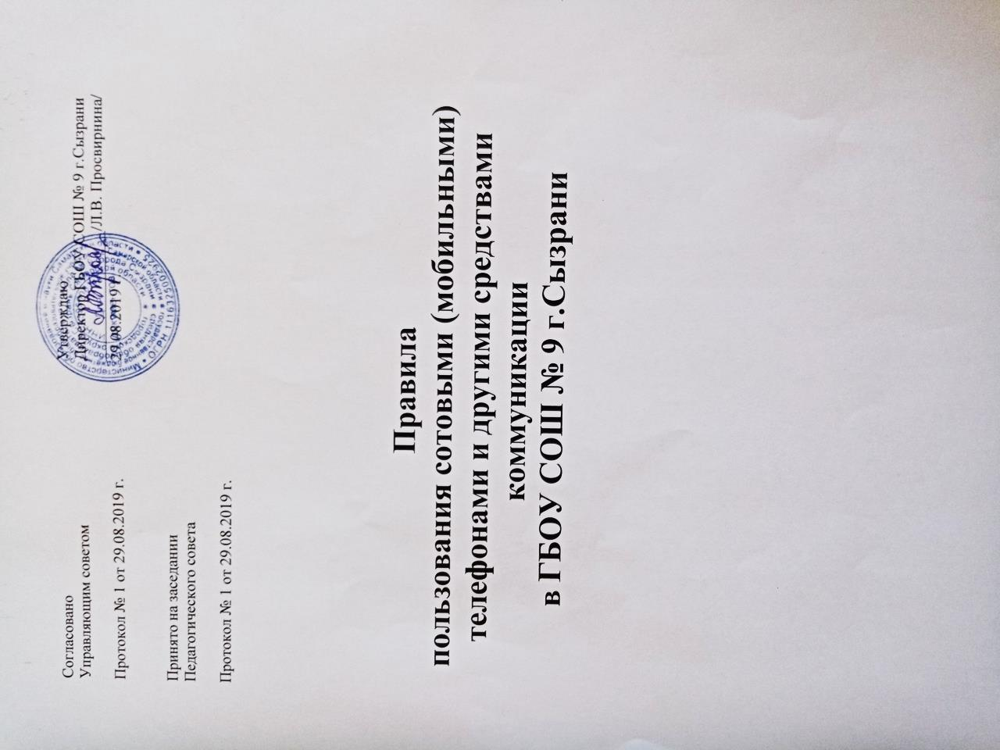 Согласовано
Управляющим советом
Протокол № 1 от 29.08.2019 г.
Принято на заседании
Педагогического совета
Протокол № 1 от 29.08.2019 г.
Утверждаю
Директор ГБОУ СОШ № 9 г.Сызрани
/Л.В. Просвирнина/
29.08.2019 г
Правила
пользования сотовыми (мобильными)
телефонами и другими средствами
коммуникации
в ГБОУ СОШ № 9 г.Сызрани